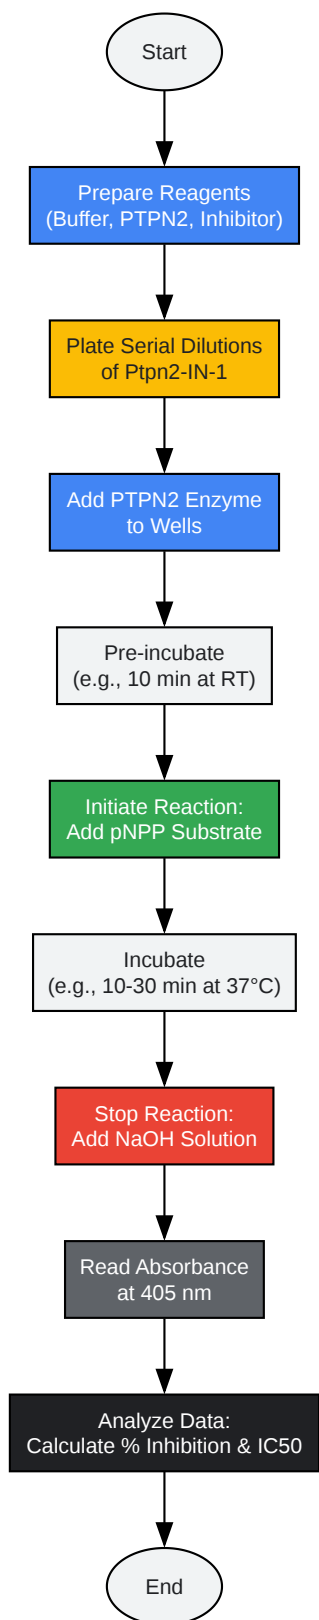 Start
Prepare Reagents
(Buffer, PTPN2, Inhibitor)
Plate Serial Dilutions
of Ptpn2-IN-1
Add PTPN2 Enzyme
to Wells
Pre-incubate
(e.g., 10 min at RT)
Initiate Reaction:
Add pNPP Substrate
Incubate
(e.g., 10-30 min at 37°C)
Stop Reaction:
Add NaOH Solution
Read Absorbance
at 405 nm
Analyze Data:
Calculate % Inhibition & IC50
End